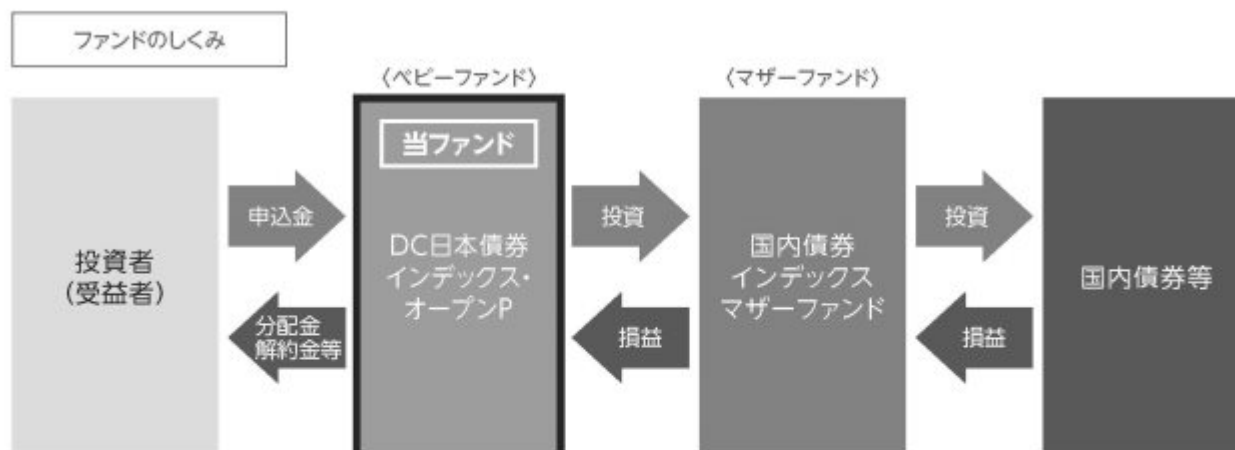 ファンドのしくみ
〈ベビーファンド〉
〈マザーファンド〉
投資者
(受益者)
申込金
分配金
解約金等
当ファンド
DC日本債券
インデックス・
オープンP
投資
損益
国内債券
インデックス
マザーファンド
投資
損益
国内債券等